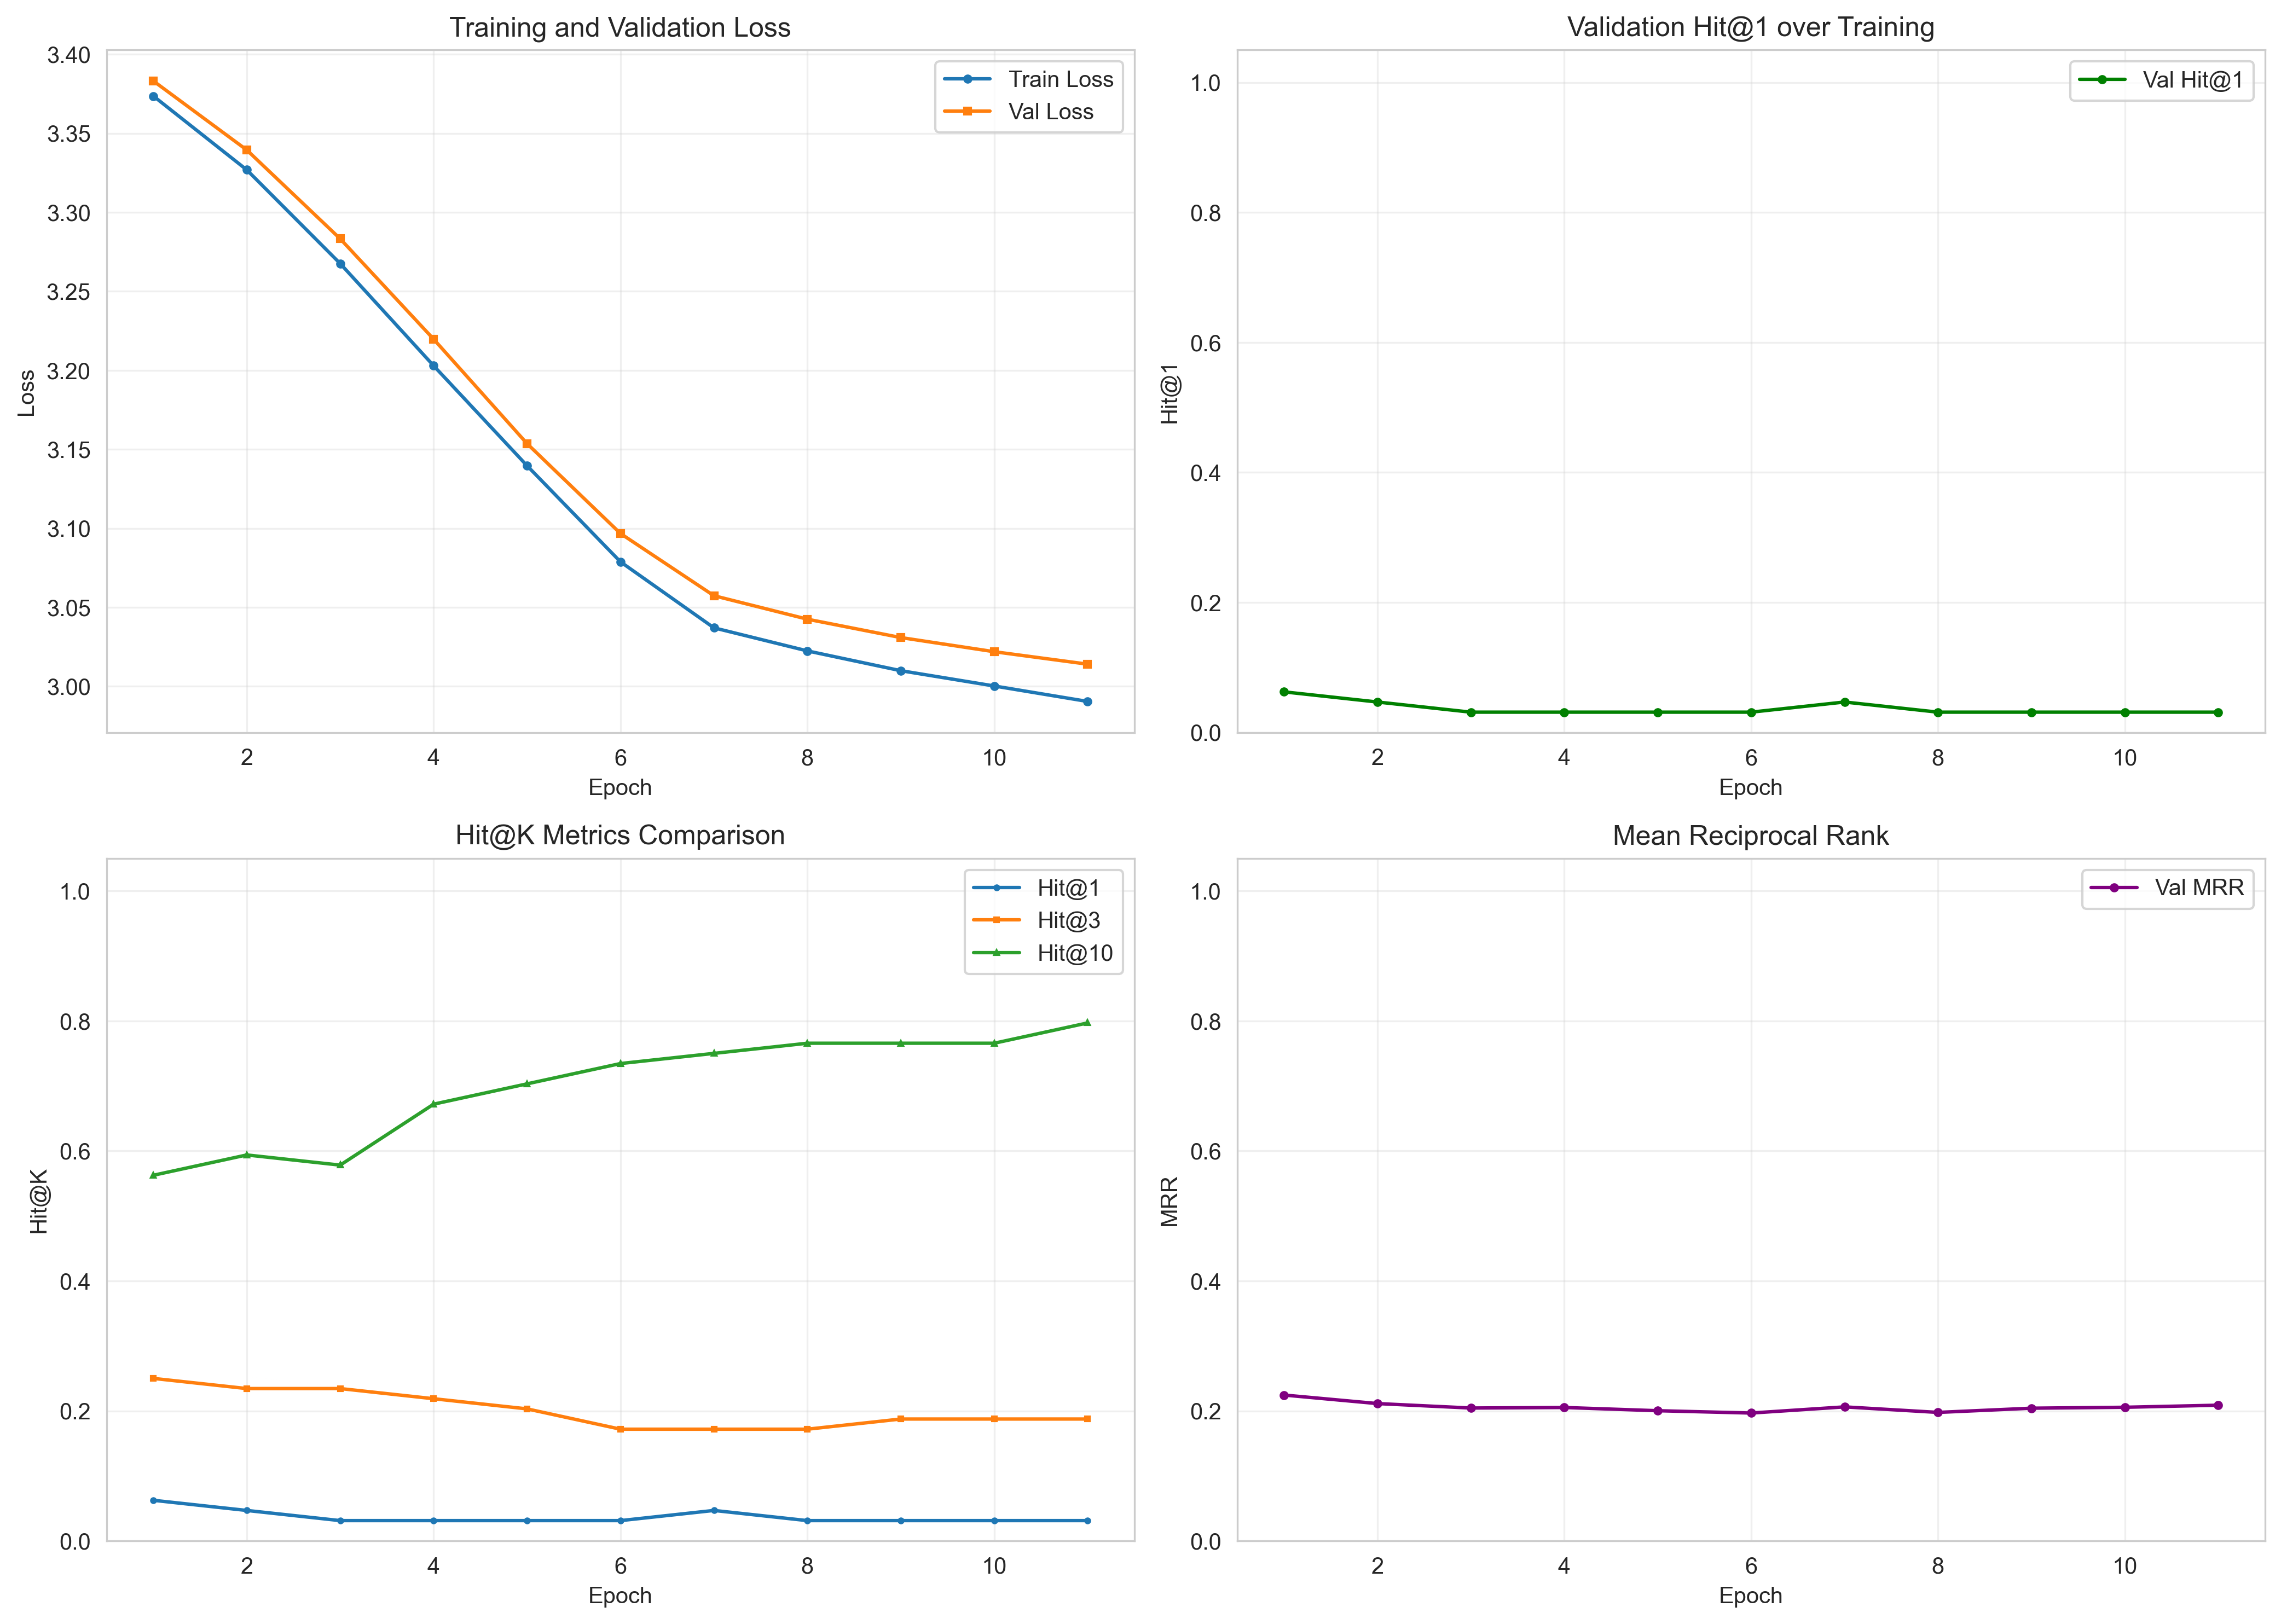 Training and Validation Loss
3.40
3.35
3.30
3.25
3.20
3.15
3.10
3.05
3.00
Loss
Train Loss
Val Loss
2 4 6 8 10
Epoch
Validation Hit@1 over Training
1.0
0.8
0.6
0.4
0.2
0.0
Hit@1
Val Hit@1
2 4 6 8 10
Epoch
Hit@K Metrics Comparison
1.0
0.8
0.6
0.4
0.2
0.0
Hit@K
Hit@1
Hit@3
Hit@10
2 4 6 8 10
Epoch
Mean Reciprocal Rank
1.0
0.8
0.6
0.4
0.2
0.0
MRR
Val MRR
2 4 6 8 10
Epoch